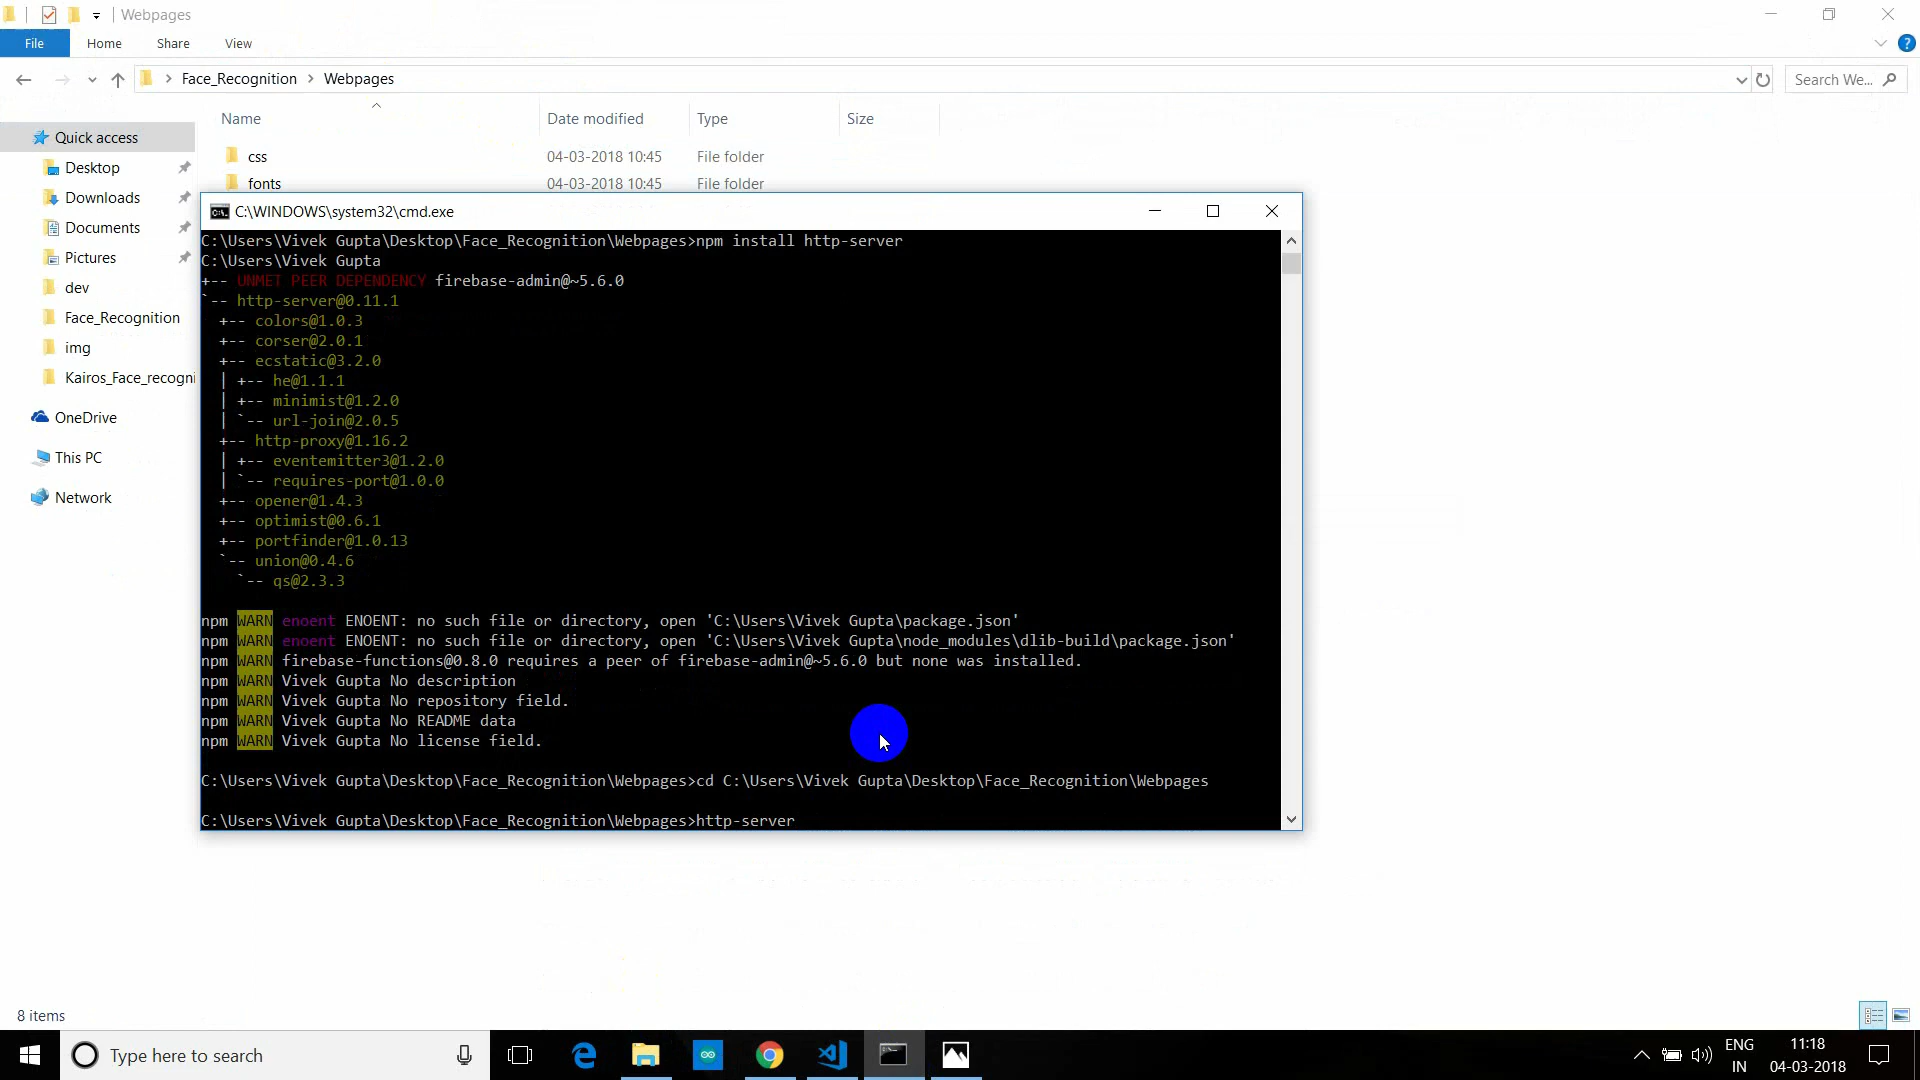 Webpages
File Home Share View
Face_Recognition > Webpages
Search We...
Name Date modified Type Size
Quick access
css 04-03-2018 10:45 File folder
Desktop
fonts 04-03-2018 10:45 File folder
Downloads
Documents
Pictures
dev
Face_Recognition
img
Kairos_Face_recogni
OneDrive
This PC
Network
C:\WINDOWS\system32\cmd.exe
C:\Users\Vivek Gupta\Desktop\Face_Recognition\Webpages>npm install http-server
C:\Users\Vivek Gupta
+-- UNMET PEER DEPENDENCY firebase-admin@~5.6.0
`-- http-server@0.11.1
+-- colors@1.0.3
+-- corser@2.0.1
+-- ecstatic@3.2.0
| +-- he@1.1.1
| +-- minimist@1.2.0
| `-- url-join@2.0.5
+-- http-proxy@1.16.2
| +-- eventemitter3@1.2.0
| `-- requires-port@1.0.0
+-- opener@1.4.3
+-- optimist@0.6.1
+-- portfinder@1.0.13
`-- union@0.4.6
`-- qs@2.3.3
npm WARN enoent ENOENT: no such file or directory, open 'C:\Users\Vivek Gupta\package.json'
npm WARN enoent ENOENT: no such file or directory, open 'C:\Users\Vivek Gupta\node_modules\dlib-build\package.json'
npm WARN firebase-functions@0.8.0 requires a peer of firebase-admin@~5.6.0 but none was installed.
npm WARN Vivek Gupta No description
npm WARN Vivek Gupta No repository field.
npm WARN Vivek Gupta No README data
npm WARN Vivek Gupta No license field.
C:\Users\Vivek Gupta\Desktop\Face_Recognition\Webpages>cd C:\Users\Vivek Gupta\Desktop\Face_Recognition\Webpages
C:\Users\Vivek Gupta\Desktop\Face_Recognition\Webpages>http-server
8 items
Type here to search
ENG
IN
11:18
04-03-2018